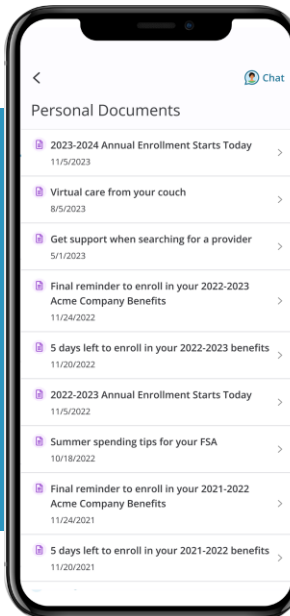 Chat
Personal Documents
2023-2024 Annual Enrollment Starts Today
11/5/2023
Virtual care from your couch
8/5/2023
Get support when searching for a provider
5/1/2023
Final reminder to enroll in your 2022-2023
Acme Company Benefits
11/24/2022
5 days left to enroll in your 2022-2023 benefits
11/20/2022
2022-2023 Annual Enrollment Starts Today
11/5/2022
Summer spending tips for your FSA
10/18/2022
Final reminder to enroll in your 2021-2022
Acme Company Benefits
11/24/2021
5 days left to enroll in your 2021-2022 benefits
11/20/2021